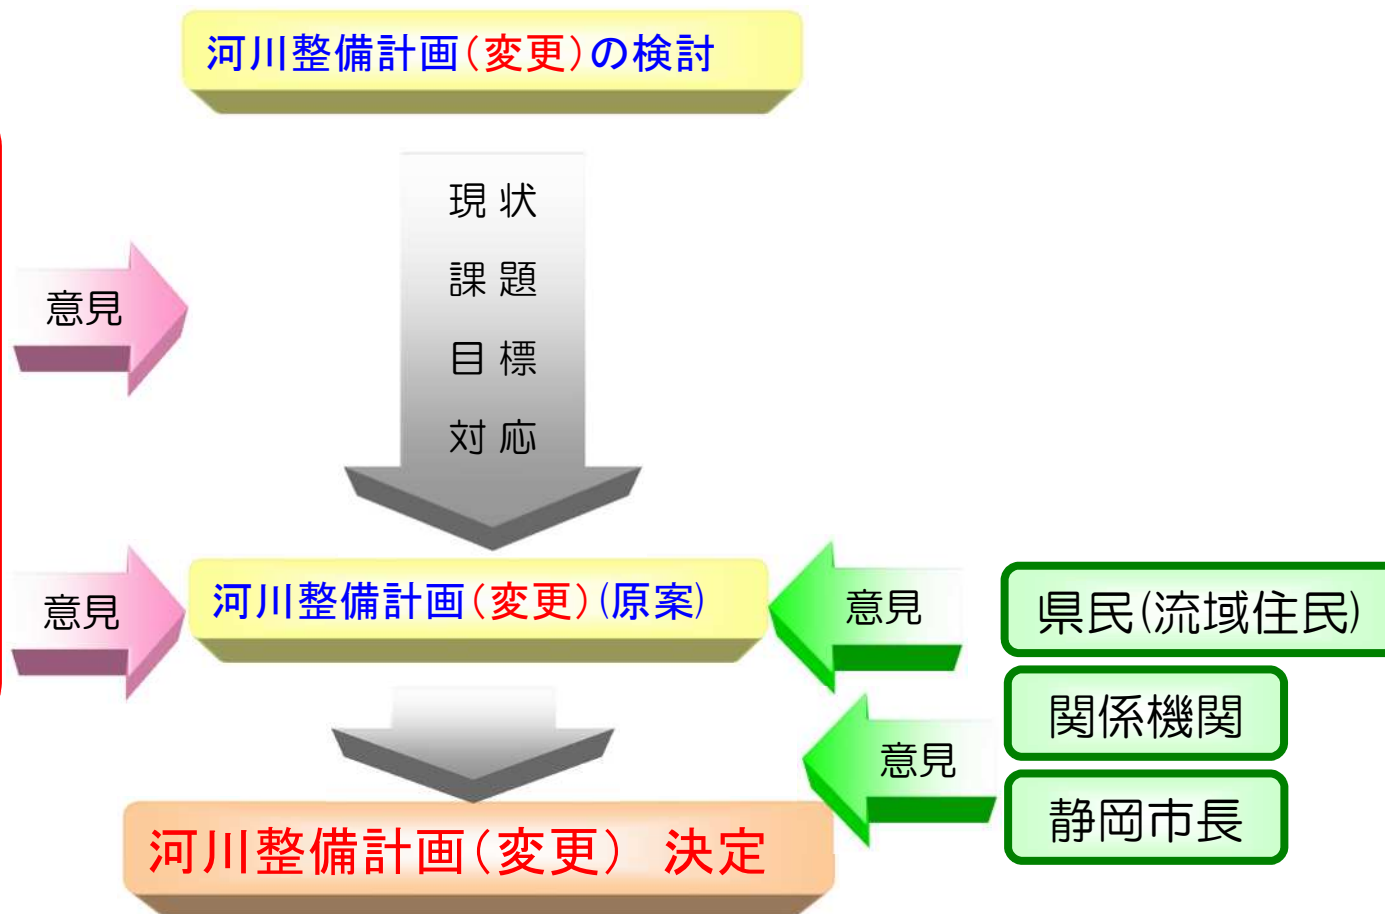 河川整備計画(変更)の検討
現状
課題
目標
対応
意見
意見
河川整備計画(変更)(原案)
意見
県民(流域住民)
関係機関
意見
静岡市長
河川整備計画(変更) 決定